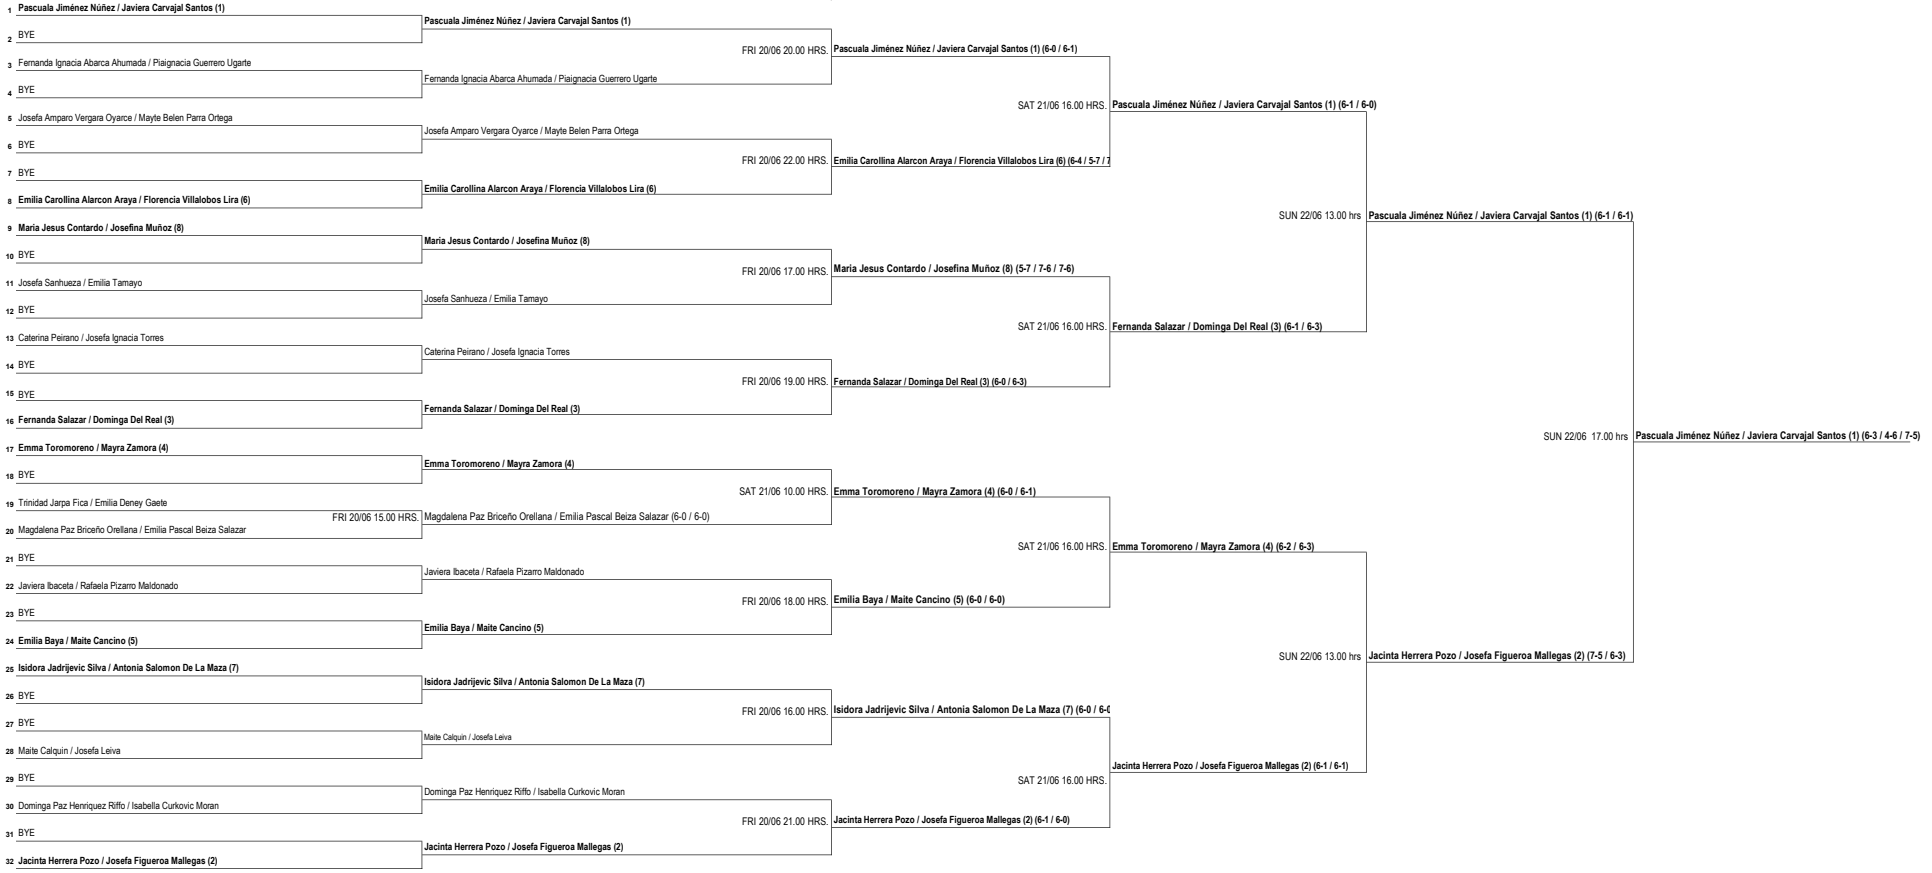 1 Pascuala Jiménez Núñez / Javiera Carvajal Santos (1)
Pascuala Jiménez Núñez / Javiera Carvajal Santos (1)
2 BYE
FRI 20/06 20.00 HRS. Pascuala Jiménez Núñez / Javiera Carvajal Santos (1) (6-0 / 6-1)
3 Fernanda Ignacia Abarca Ahumada / Piaignacia Guerrero Ugarte
Fernanda Ignacia Abarca Ahumada / Piaignacia Guerrero Ugarte
4 BYE
SAT 21/06 16.00 HRS. Pascuala Jiménez Núñez / Javiera Carvajal Santos (1) (6-1 / 6-0)
5 Josefa Amparo Vergara Oyarce / Mayte Belen Parra Ortega
Josefa Amparo Vergara Oyarce / Mayte Belen Parra Ortega
6 BYE
FRI 20/06 22.00 HRS. Emilia Carollina Alarcon Araya / Florencia Villalobos Lira (6) (6-4 / 5-7 / 7
7 BYE
Emilia Carollina Alarcon Araya / Florencia Villalobos Lira (6)
8 Emilia Carollina Alarcon Araya / Florencia Villalobos Lira (6)
SUN 22/06 13.00 hrs Pascuala Jiménez Núñez / Javiera Carvajal Santos (1) (6-1 / 6-1)
9 Maria Jesus Contardo / Josefina Muñoz (8)
Maria Jesus Contardo / Josefina Muñoz (8)
10 BYE
FRI 20/06 17.00 HRS. Maria Jesus Contardo / Josefina Muñoz (8) (5-7 / 7-6 / 7-6)
11 Josefa Sanhueza / Emilia Tamayo
Josefa Sanhueza / Emilia Tamayo
12 BYE
SAT 21/06 16.00 HRS. Fernanda Salazar / Dominga Del Real (3) (6-1 / 6-3)
13 Caterina Peirano / Josefa Ignacia Torres
Caterina Peirano / Josefa Ignacia Torres
14 BYE
FRI 20/06 19.00 HRS. Fernanda Salazar / Dominga Del Real (3) (6-0 / 6-3)
15 BYE
Fernanda Salazar / Dominga Del Real (3)
16 Fernanda Salazar / Dominga Del Real (3)
SUN 22/06 17.00 hrs Pascuala Jiménez Núñez / Javiera Carvajal Santos (1) (6-3 / 4-6 / 7-5)
17 Emma Toromoreno / Mayra Zamora (4)
Emma Toromoreno / Mayra Zamora (4)
18 BYE
SAT 21/06 10.00 HRS. Emma Toromoreno / Mayra Zamora (4) (6-0 / 6-1)
19 Trinidad Jarpa Fica / Emilia Deney Gaete
FRI 20/06 15.00 HRS. Magdalena Paz Briceño Orellana / Emilia Pascal Beiza Salazar (6-0 / 6-0)
20 Magdalena Paz Briceño Orellana / Emilia Pascal Beiza Salazar
SAT 21/06 16.00 HRS. Emma Toromoreno / Mayra Zamora (4) (6-2 / 6-3)
21 BYE
Javiera Ibaceta / Rafaela Pizarro Maldonado
22 Javiera Ibaceta / Rafaela Pizarro Maldonado
FRI 20/06 18.00 HRS. Emilia Baya / Maite Cancino (5) (6-0 / 6-0)
23 BYE
Emilia Baya / Maite Cancino (5)
24 Emilia Baya / Maite Cancino (5)
SUN 22/06 13.00 hrs Jacinta Herrera Pozo / Josefa Figueroa Mallegas (2) (7-5 / 6-3)
25 Isidora Jadrijevic Silva / Antonia Salomon De La Maza (7)
Isidora Jadrijevic Silva / Antonia Salomon De La Maza (7)
26 BYE
FRI 20/06 16.00 HRS. Isidora Jadrijevic Silva / Antonia Salomon De La Maza (7) (6-0 / 6-0
27 BYE
Maite Calquin / Josefa Leiva
28 Maite Calquin / Josefa Leiva
Jacinta Herrera Pozo / Josefa Figueroa Mallegas (2) (6-1 / 6-1)
SAT 21/06 16.00 HRS.
29 BYE
Dominga Paz Henriquez Riffo / Isabella Curkovic Moran
30 Dominga Paz Henriquez Riffo / Isabella Curkovic Moran
FRI 20/06 21.00 HRS. Jacinta Herrera Pozo / Josefa Figueroa Mallegas (2) (6-1 / 6-0)
31 BYE
Jacinta Herrera Pozo / Josefa Figueroa Mallegas (2)
32 Jacinta Herrera Pozo / Josefa Figueroa Mallegas (2)